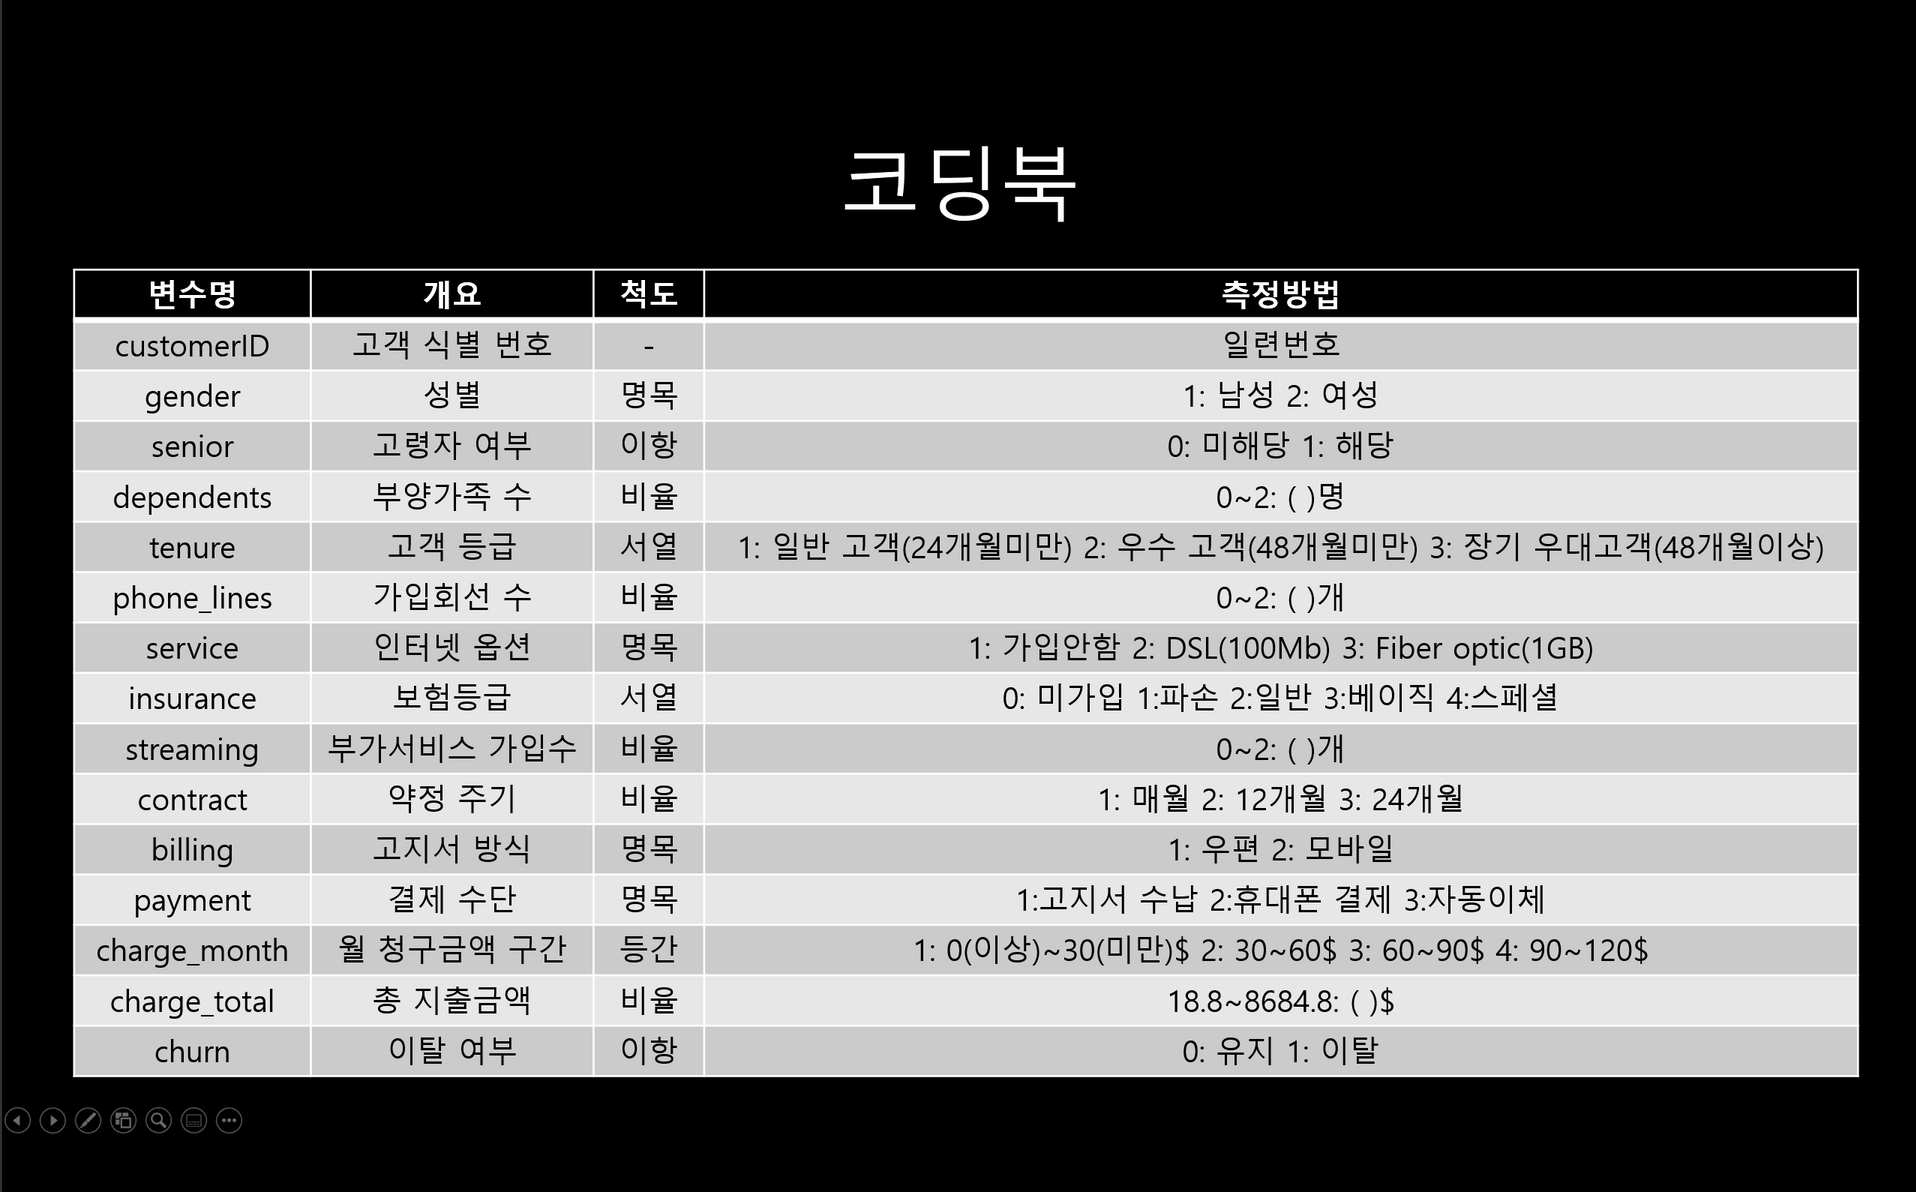 코딩북
변수명 개요 척도 측정방법
customerID 고객 식별 번호 - 일련번호
gender 성별 명목 1: 남성 2: 여성
senior 고령자 여부 이항 0: 미해당 1: 해당
dependents 부양가족 수 비율 0~2: ( )명
tenure 고객 등급 서열 1: 일반 고객(24개월미만) 2: 우수 고객(48개월미만) 3: 장기 우대고객(48개월이상)
phone_lines 가입회선 수 비율 0~2: ( )개
service 인터넷 옵션 명목 1: 가입안함 2: DSL(100Mb) 3: Fiber optic(1GB)
insurance 보험등급 서열 0: 미가입 1:파손 2:일반 3:베이직 4:스페셜
streaming 부가서비스 가입수 비율 0~2: ( )개
contract 약정 주기 비율 1: 매월 2: 12개월 3: 24개월
billing 고지서 방식 명목 1: 우편 2: 모바일
payment 결제 수단 명목 1:고지서 수납 2:휴대폰 결제 3:자동이체
charge_month 월 청구금액 구간 등간 1: 0(이상)~30(미만)$ 2: 30~60$ 3: 60~90$ 4: 90~120$
charge_total 총 지출금액 비율 18.8~8684.8: ( )$
churn 이탈 여부 이항 0: 유지 1: 이탈